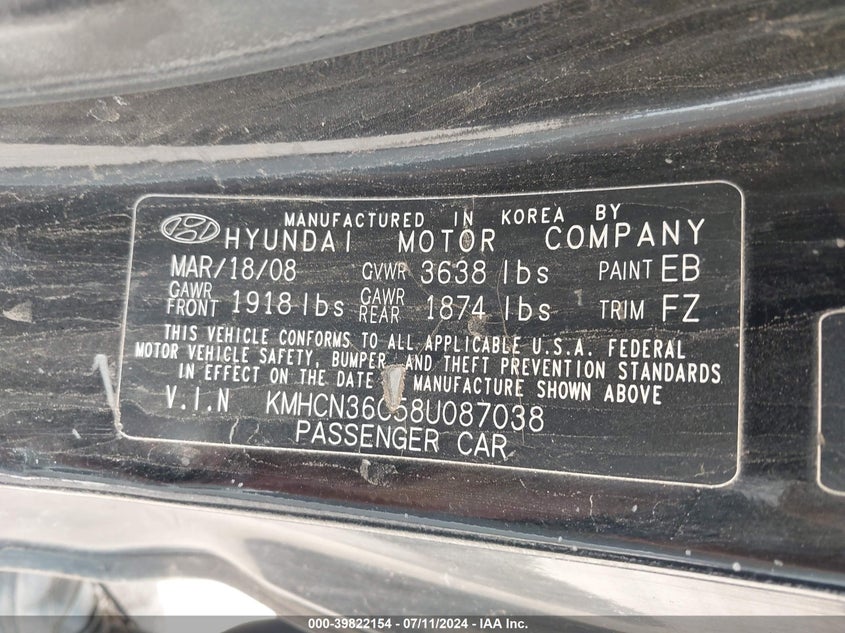 MANUFACTURED IN KOREA BY
HYUNDAI MOTOR COMPANY
MAR/18/08 GVWR 3638 lbs PAINT EB
GAWR FRONT 1918 lbs GAWR REAR 1874 lbs TRIM FZ
THIS VEHICLE CONFORMS TO ALL APPLICABLE U.S.A. FEDERAL
MOTOR VEHICLE SAFETY, BUMPER, AND THEFT PREVENTION STANDARDS
IN EFFECT ON THE DATE MANUFACTURE SHOWN ABOVE
V.I.N KMHCN36C58U087038
PASSENGER CAR
000-39822154 - 07/11/2024 - IAA Inc.